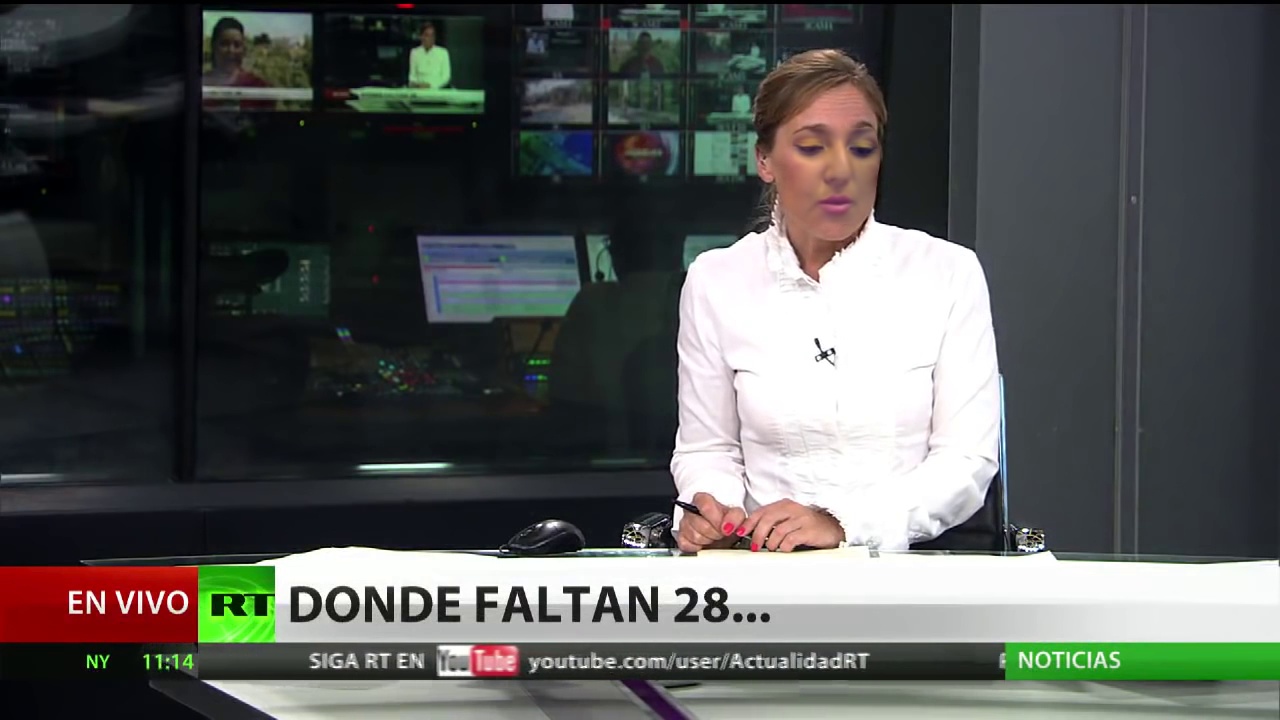 EN VIVO
RT
DONDE FALTAN 28...
NY 11:14
SIGA RT EN YouTube youtube.com/user/ActualidadRT
NOTICIAS